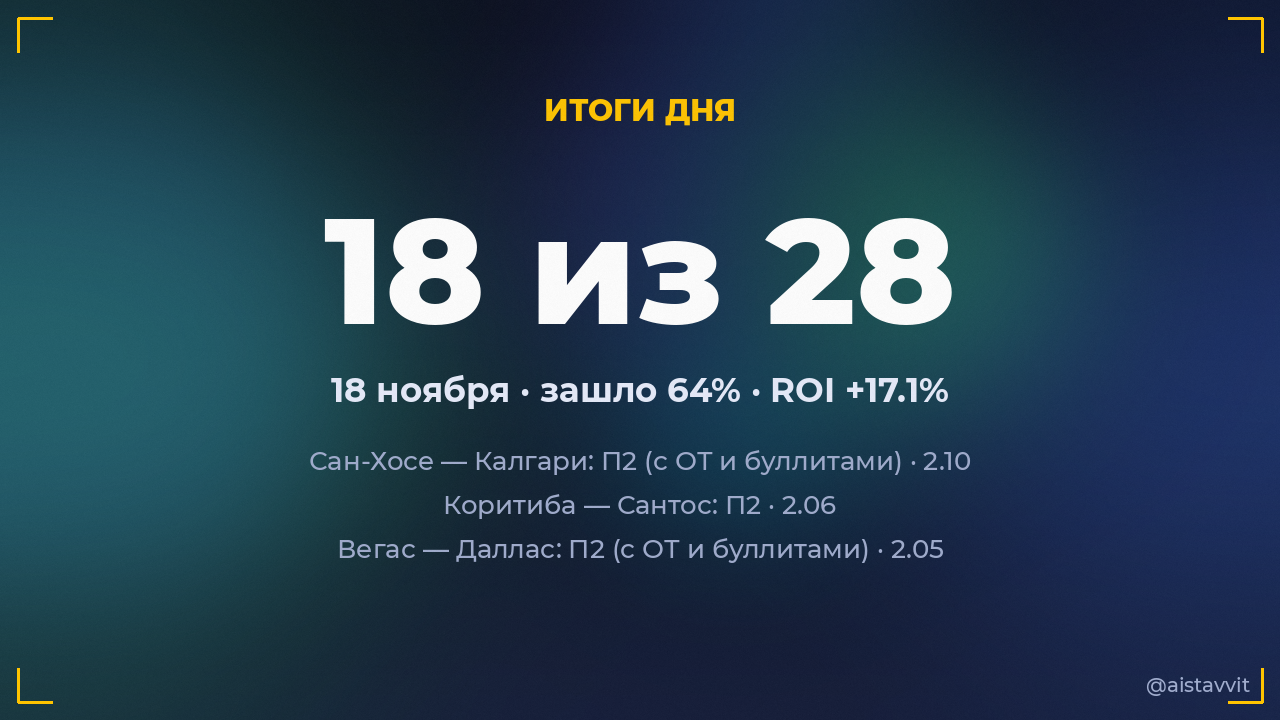 ИТОГИ ДНЯ
18 из 28
18 ноября · зашло 64% · ROI +17.1%
Сан-Хосе — Калгари: П2 (с ОТ и буллитами) · 2.10
Коритиба — Сантос: П2 · 2.06
Вегас — Даллас: П2 (с ОТ и буллитами) · 2.05
@aistavvit